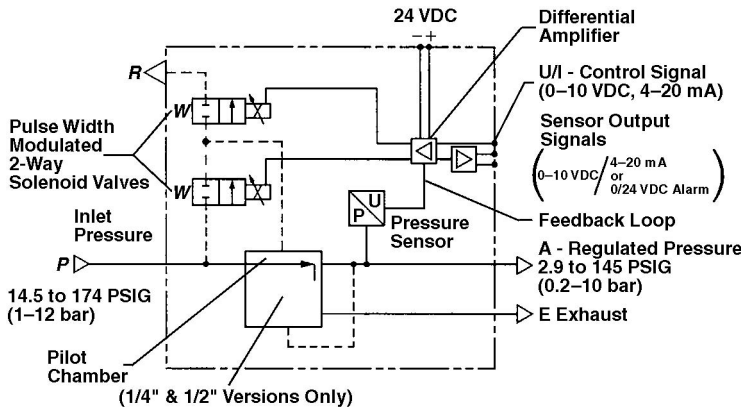 24 VDC
− +
Differential
Amplifier
R
U/I - Control Signal
(0–10 VDC, 4–20 mA)
W
Pulse Width
Modulated
2-Way
Solenoid Valves
Sensor Output
Signals
(0–10 VDC/4–20 mA
or
0/24 VDC Alarm)
W
U
P
Pressure
Sensor
Feedback Loop
Inlet
Pressure
P
A - Regulated Pressure
2.9 to 145 PSIG
(0.2–10 bar)
14.5 to 174 PSIG
(1–12 bar)
E Exhaust
Pilot
Chamber
(1/4" & 1/2" Versions Only)